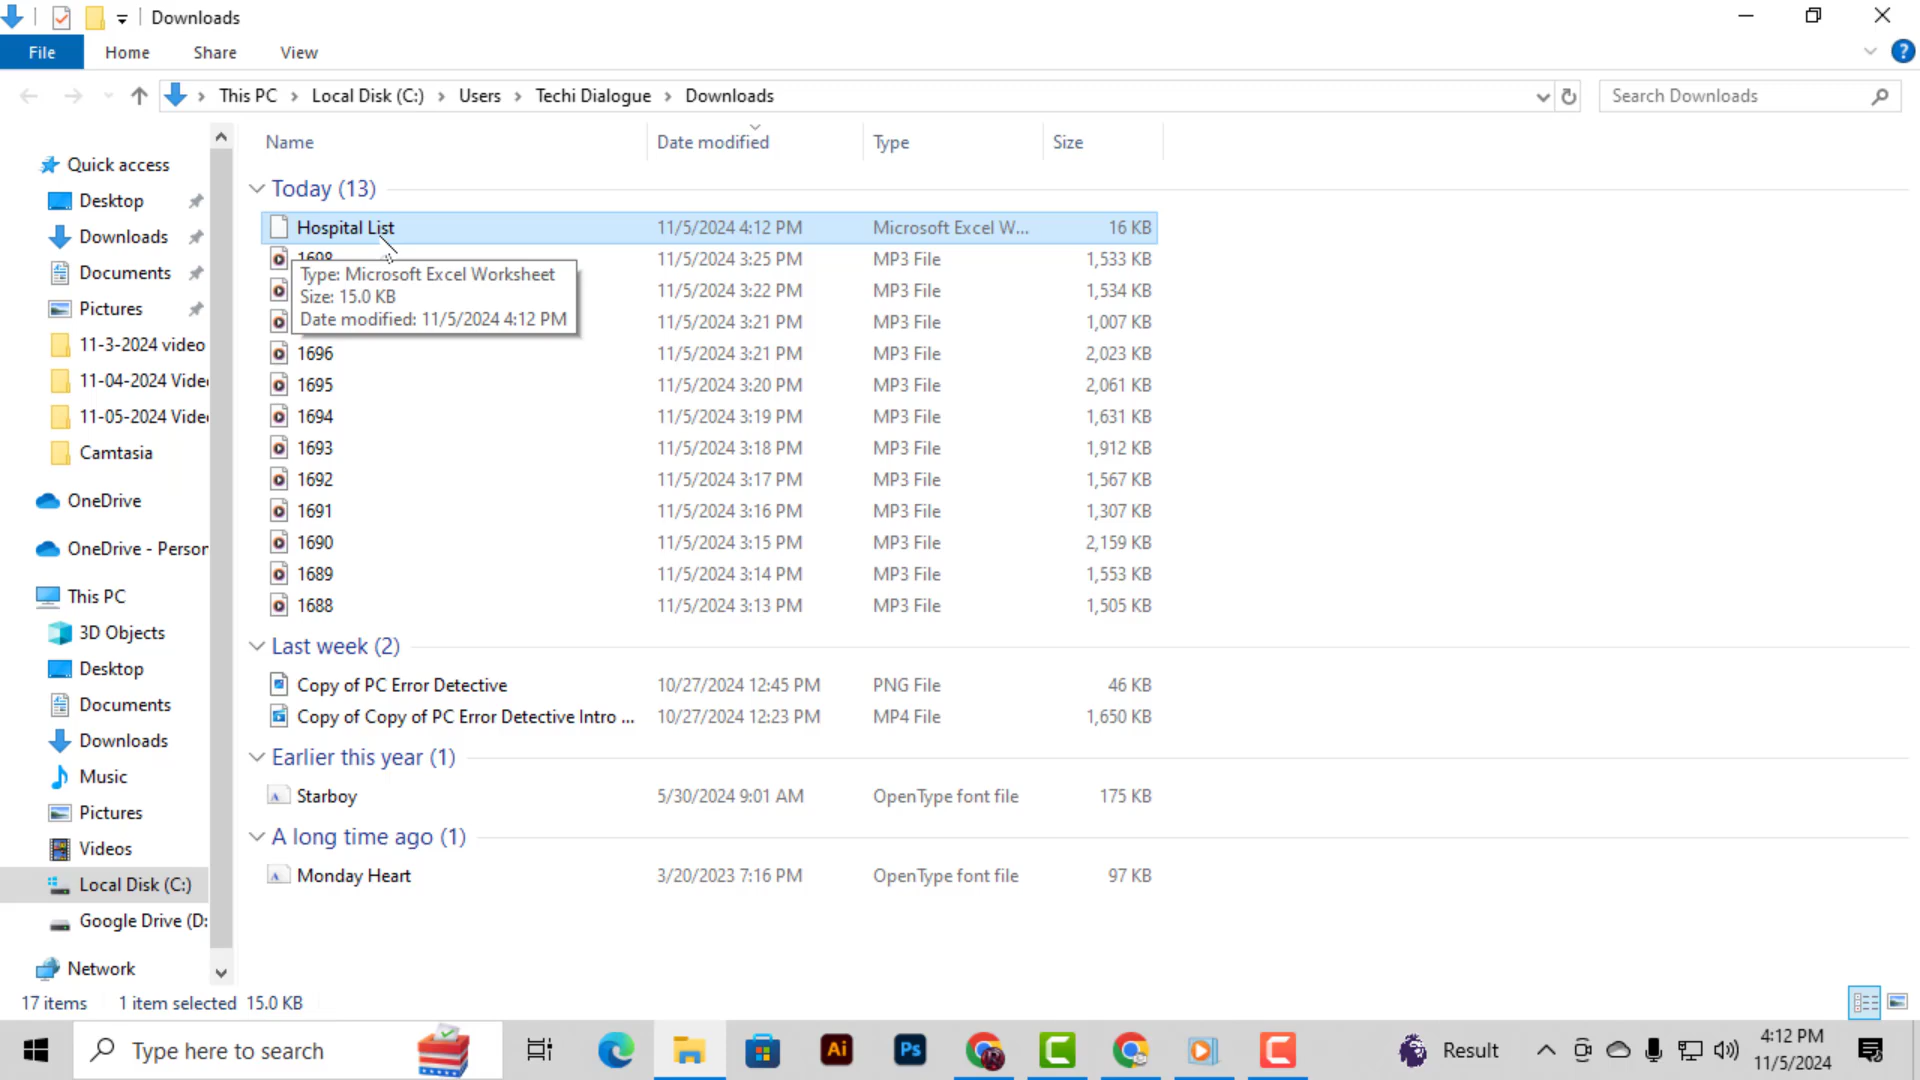 Downloads
File Home Share View
This PC Local Disk (C:) Users Techi Dialogue Downloads Search Downloads
Name Date modified Type Size
Quick access
Desktop
Downloads
Documents
Pictures
11-3-2024 video
11-04-2024 Vide
11-05-2024 Vide
Camtasia
OneDrive
OneDrive - Person
This PC
3D Objects
Desktop
Documents
Downloads
Music
Pictures
Videos
Local Disk (C:)
Google Drive (D:
Network
Today (13)
Hospital List 11/5/2024 4:12 PM Microsoft Excel W... 16 KB
1698 11/5/2024 3:25 PM MP3 File 1,533 KB
Type: Microsoft Excel Worksheet
Size: 15.0 KB
Date modified: 11/5/2024 4:12 PM
11/5/2024 3:22 PM MP3 File 1,534 KB
11/5/2024 3:21 PM MP3 File 1,007 KB
1696 11/5/2024 3:21 PM MP3 File 2,023 KB
1695 11/5/2024 3:20 PM MP3 File 2,061 KB
1694 11/5/2024 3:19 PM MP3 File 1,631 KB
1693 11/5/2024 3:18 PM MP3 File 1,912 KB
1692 11/5/2024 3:17 PM MP3 File 1,567 KB
1691 11/5/2024 3:16 PM MP3 File 1,307 KB
1690 11/5/2024 3:15 PM MP3 File 2,159 KB
1689 11/5/2024 3:14 PM MP3 File 1,553 KB
1688 11/5/2024 3:13 PM MP3 File 1,505 KB
Last week (2)
Copy of PC Error Detective 10/27/2024 12:45 PM PNG File 46 KB
Copy of Copy of PC Error Detective Intro ... 10/27/2024 12:23 PM MP4 File 1,650 KB
Earlier this year (1)
Starboy 5/30/2024 9:01 AM OpenType font file 175 KB
A long time ago (1)
Monday Heart 3/20/2023 7:16 PM OpenType font file 97 KB
17 items 1 item selected 15.0 KB
Type here to search Ai Ps Result 4:12 PM
11/5/2024